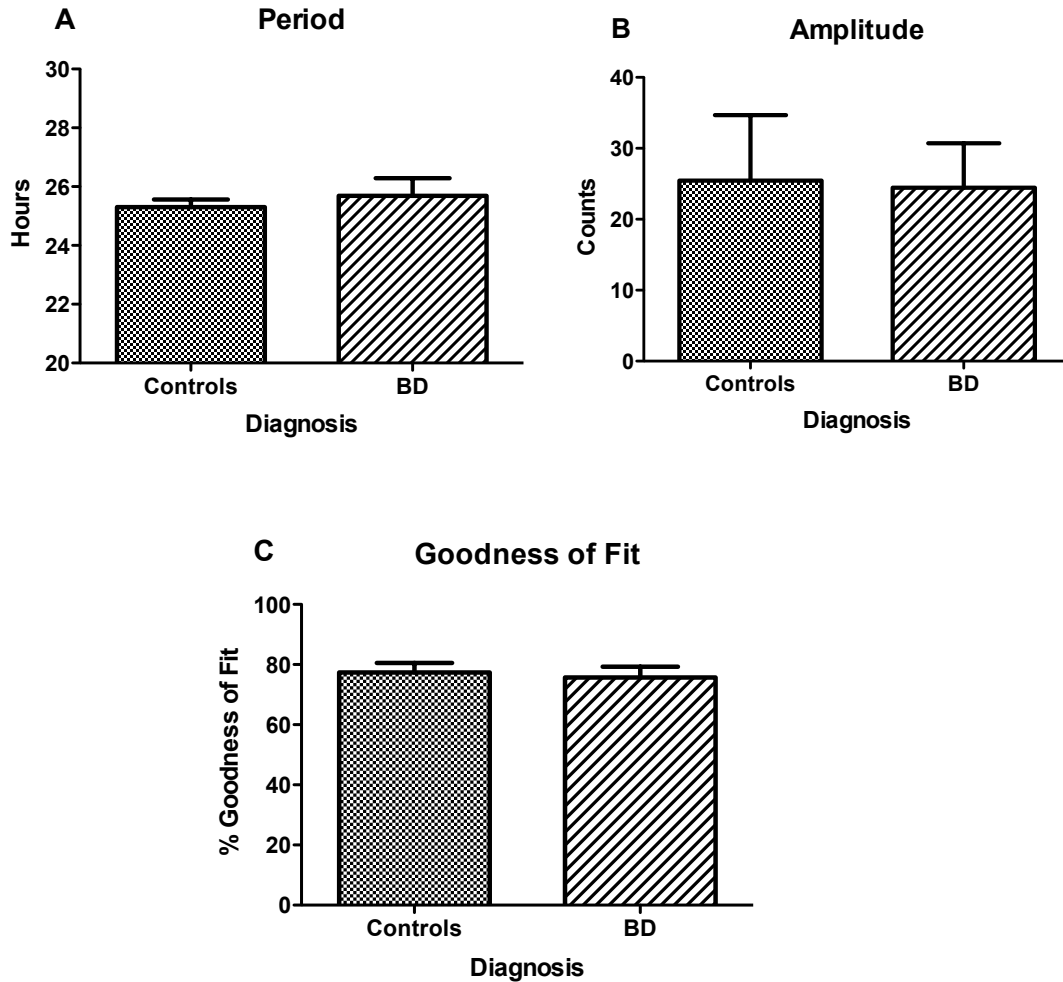 A
Period
30
28
26
24
22
20
Hours
Controls
BD
Diagnosis
B
Amplitude
40
30
20
10
0
Counts
Controls
BD
Diagnosis
C
Goodness of Fit
100
80
60
40
20
0
% Goodness of Fit
Controls
BD
Diagnosis